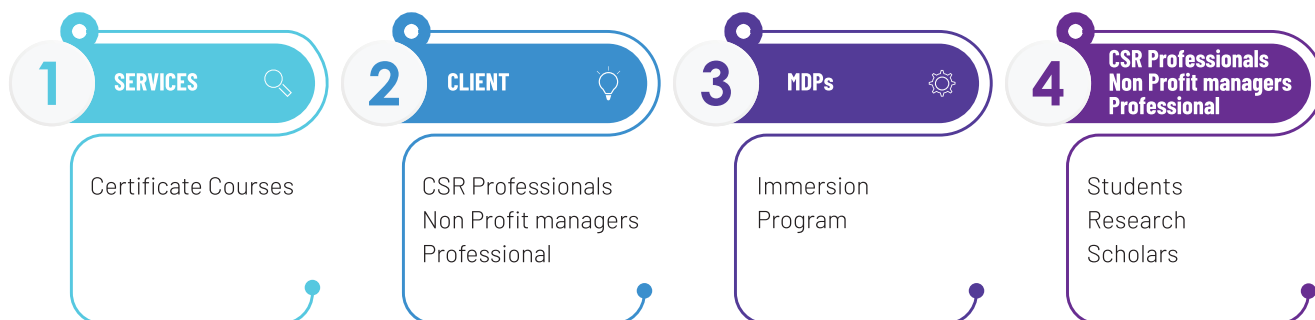 1
SERVICES
Certificate Courses
2
CLIENT
CSR Professionals
Non Profit managers
Professional
3
MDPs
Immersion
Program
4
CSR Professionals
Non Profit managers
Professional
Students
Research
Scholars